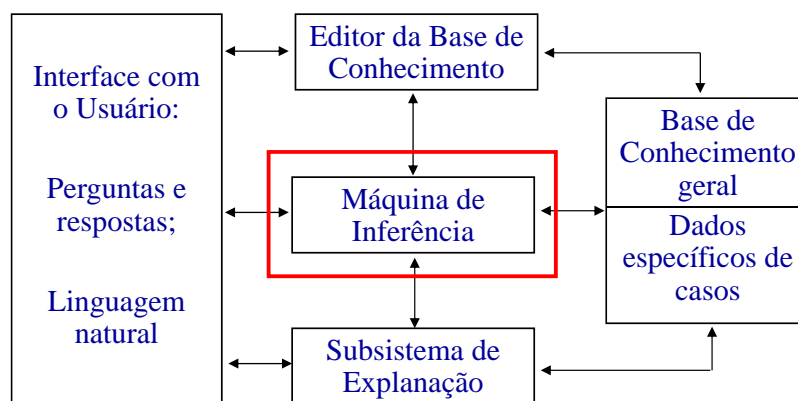 Interface com
o Usuário:
Perguntas e
respostas;
Linguagem
natural
Editor da Base de
Conhecimento
Máquina de
Inferência
Subsistema de
Explanação
Base de
Conhecimento
geral
Dados
específicos de
casos